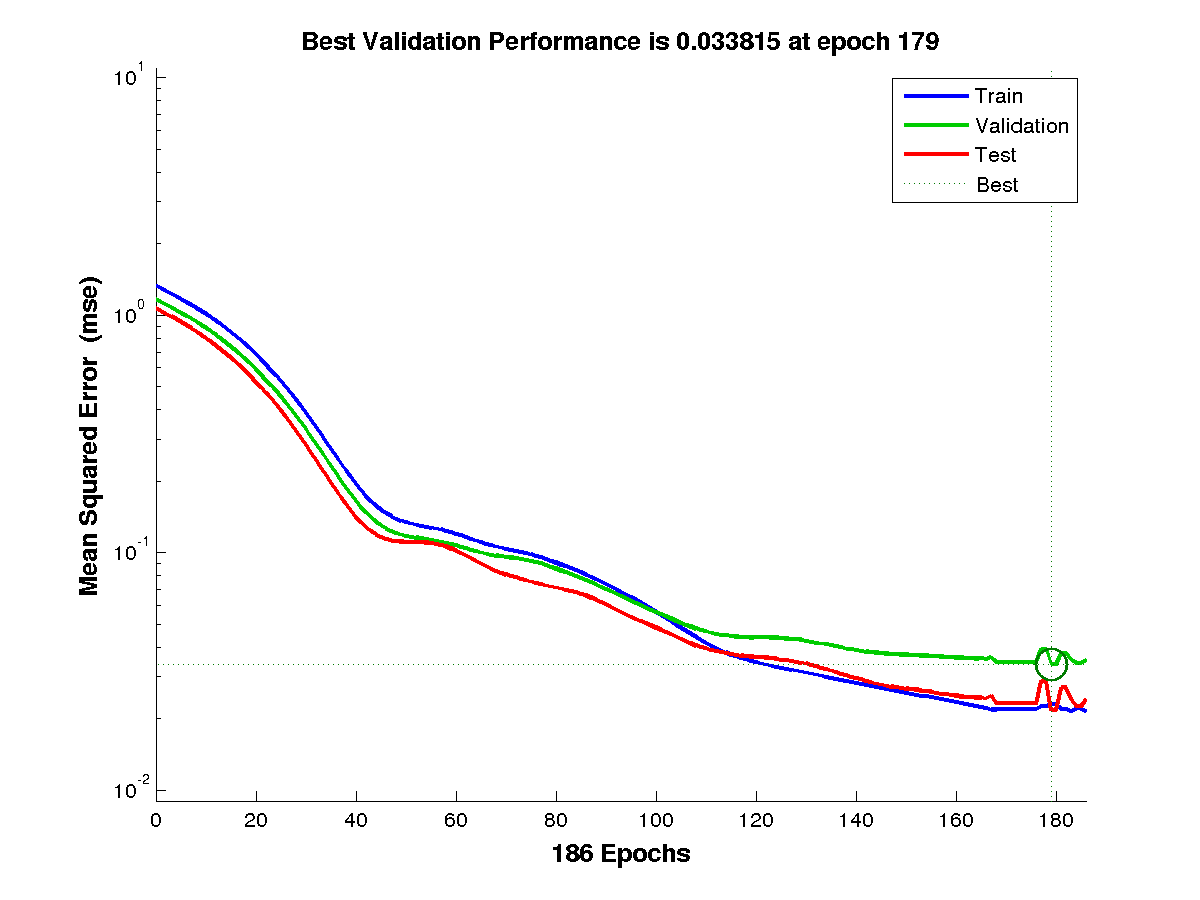 Best Validation Performance is 0.033815 at epoch 179
10^1
10^0
10^-1
10^-2
Mean Squared Error (mse)
Train
Validation
Test
Best
0 20 40 60 80 100 120 140 160 180
186 Epochs